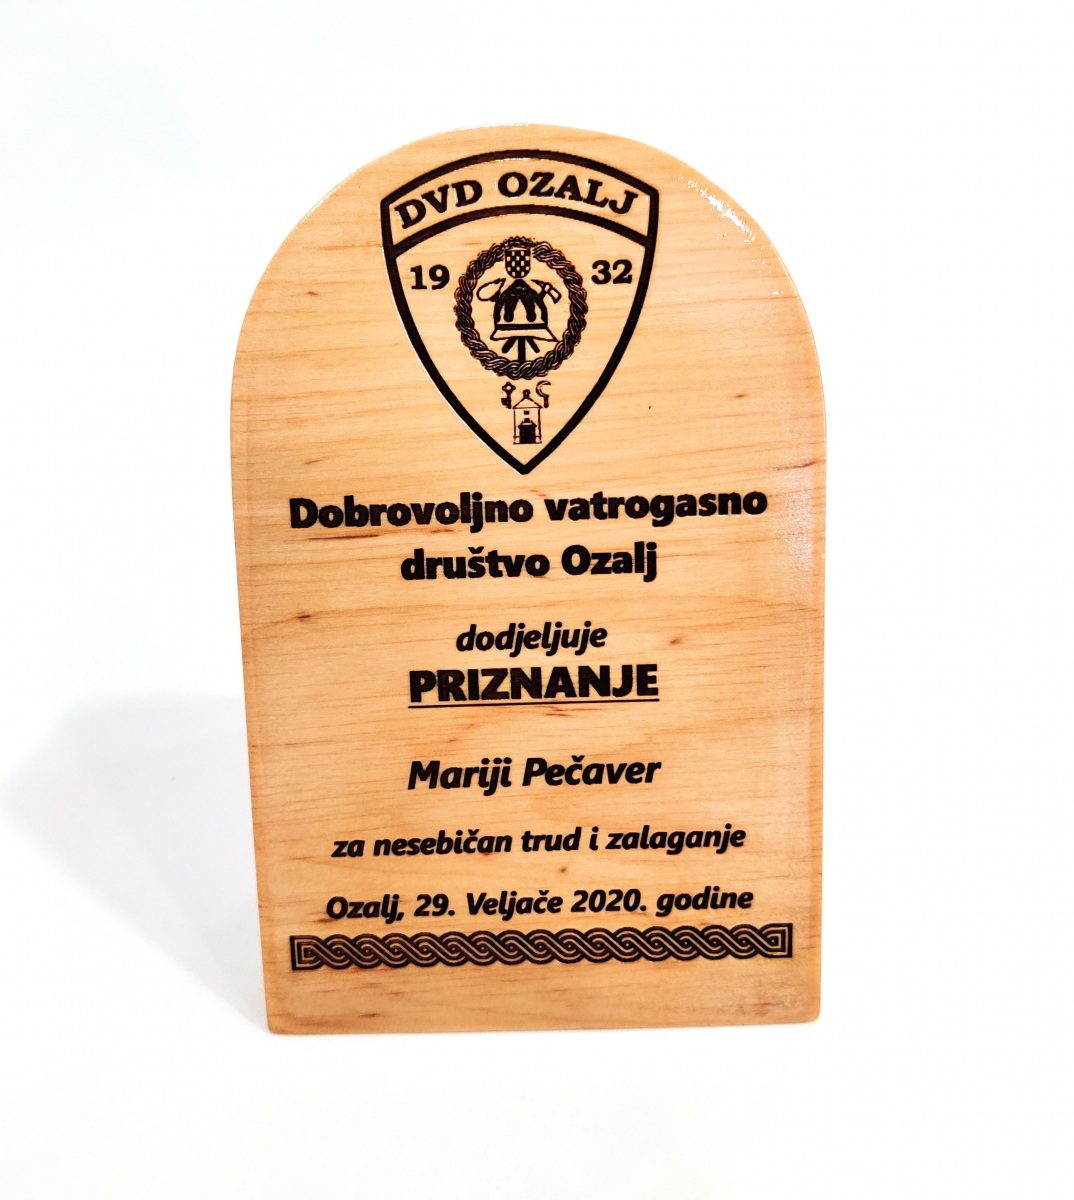 DVD OZALJ
19 32
Dobrovoljno vatrogasno
društvo Ozalj
dodjeljuje
PRIZNANJE
Mariji Pečaver
za nesebičan trud i zalaganje
Ozalj, 29. Veljače 2020. godine